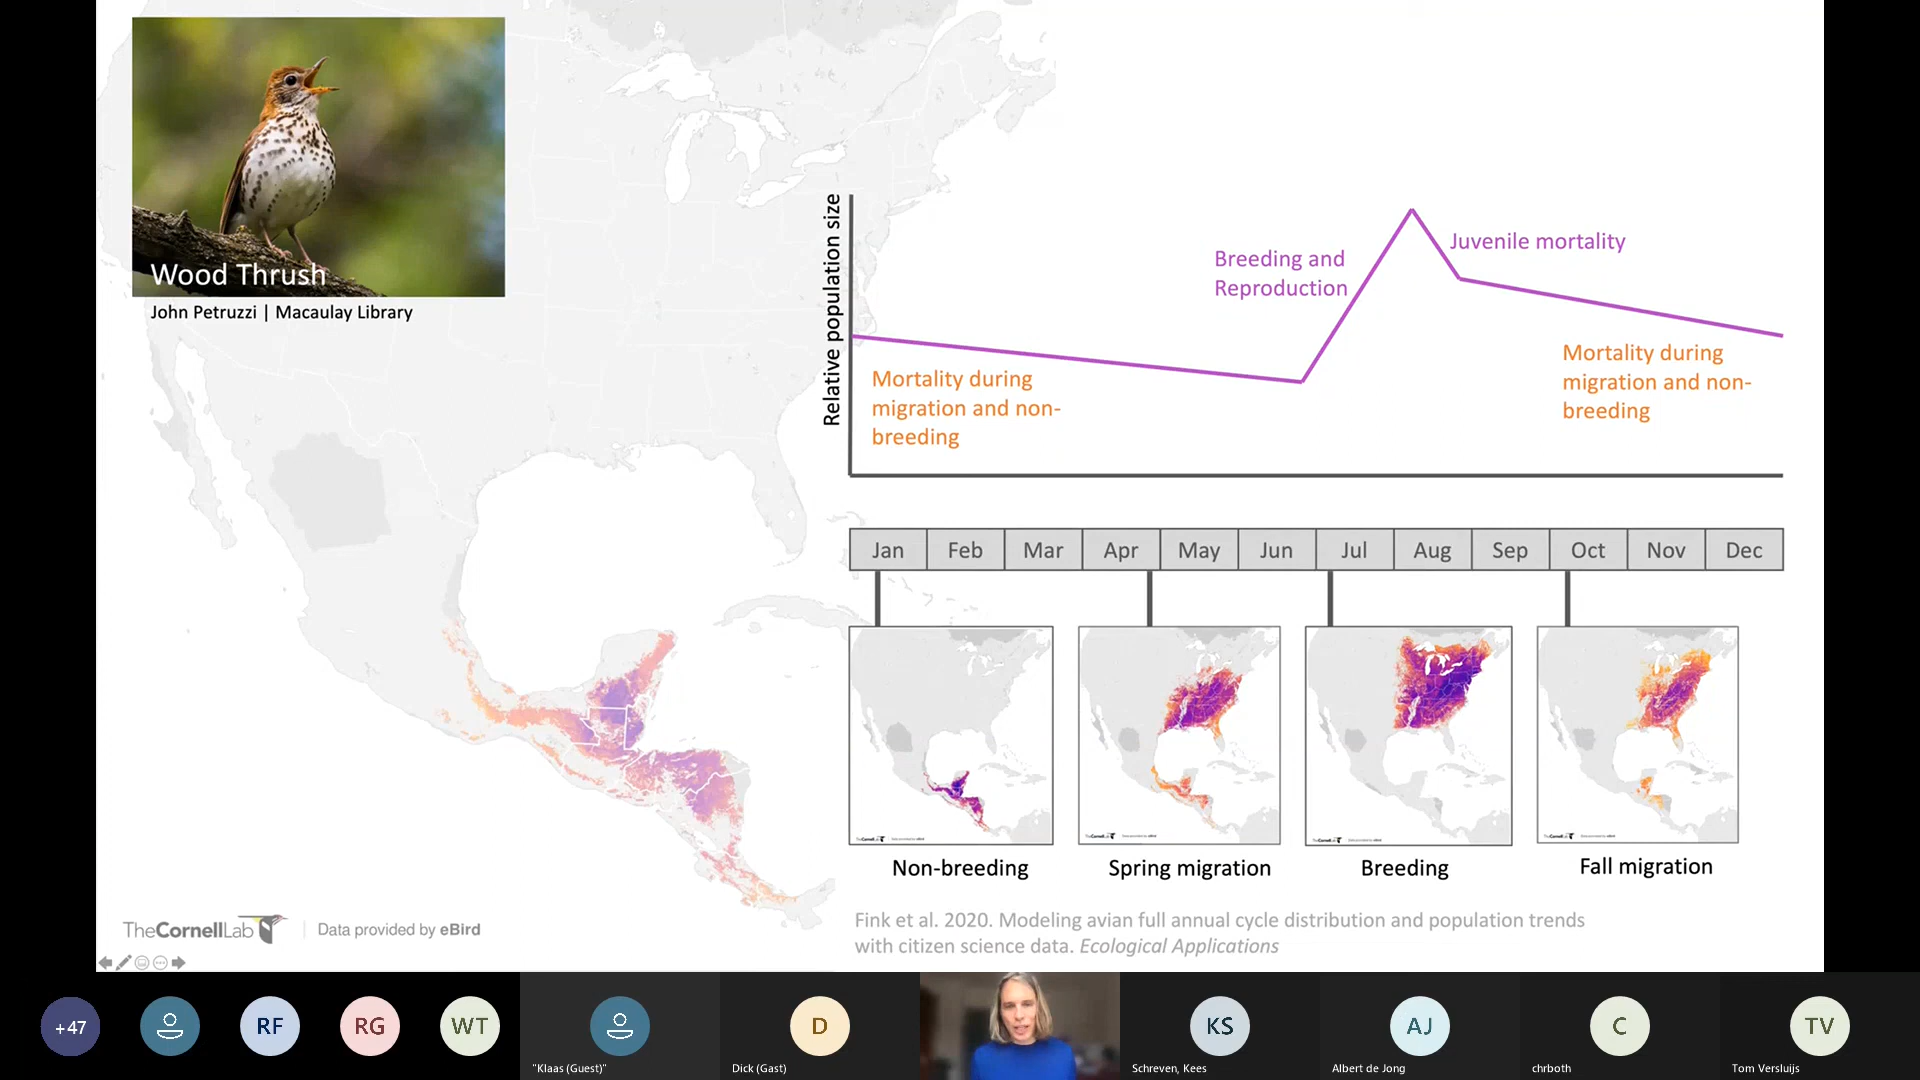 Wood Thrush
John Petruzzi | Macaulay Library
Relative population size
Breeding and
Reproduction
Juvenile mortality
Mortality during
migration and non-
breeding
Mortality during
migration and non-
breeding
Jan Feb Mar Apr May Jun Jul Aug Sep Oct Nov Dec
Non-breeding
Spring migration
Breeding
Fall migration
Fink et al. 2020. Modeling avian full annual cycle distribution and population trends
with citizen science data. Ecological Applications
TheCornellLab
Data provided by eBird
+47
RF
RG
WT
"Klaas (Guest)"
D
Dick (Gast)
KS
Schreven, Kees
AJ
Albert de Jong
C
chrboth
TV
Tom Versluijs